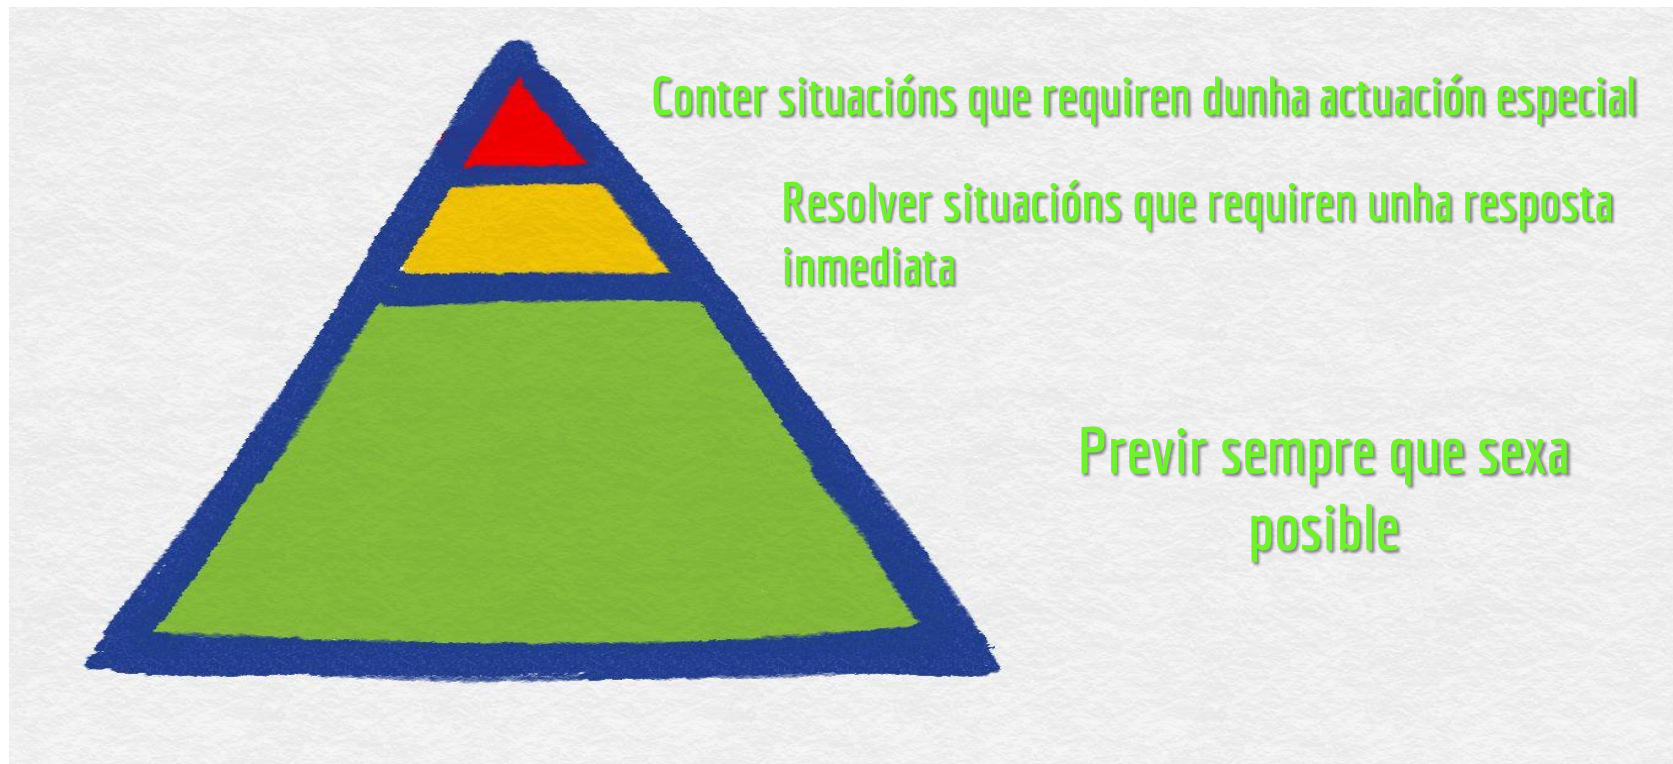 Conter situacións que requiren dunha actuación especial
Resolver situacións que requiren unha resposta
inmediata
Previr sempre que sexa
posible